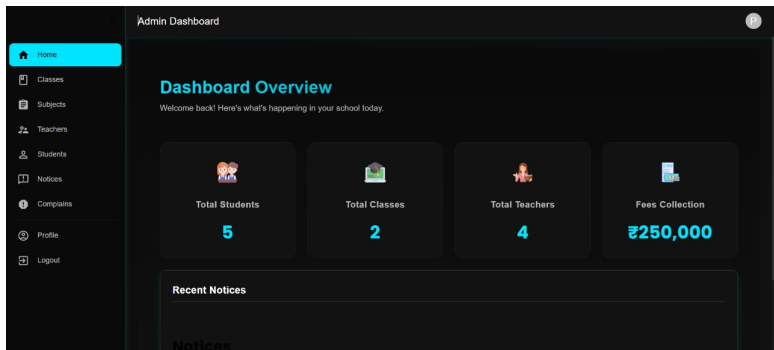 Admin Dashboard
P
Home
Classes
Subjects
Teachers
Students
Notices
Complains
Profile
Logout
Dashboard Overview
Welcome back! Here's what's happening in your school today.
Total Students
5
Total Classes
2
Total Teachers
4
Fees Collection
₹250,000
Recent Notices
Notices